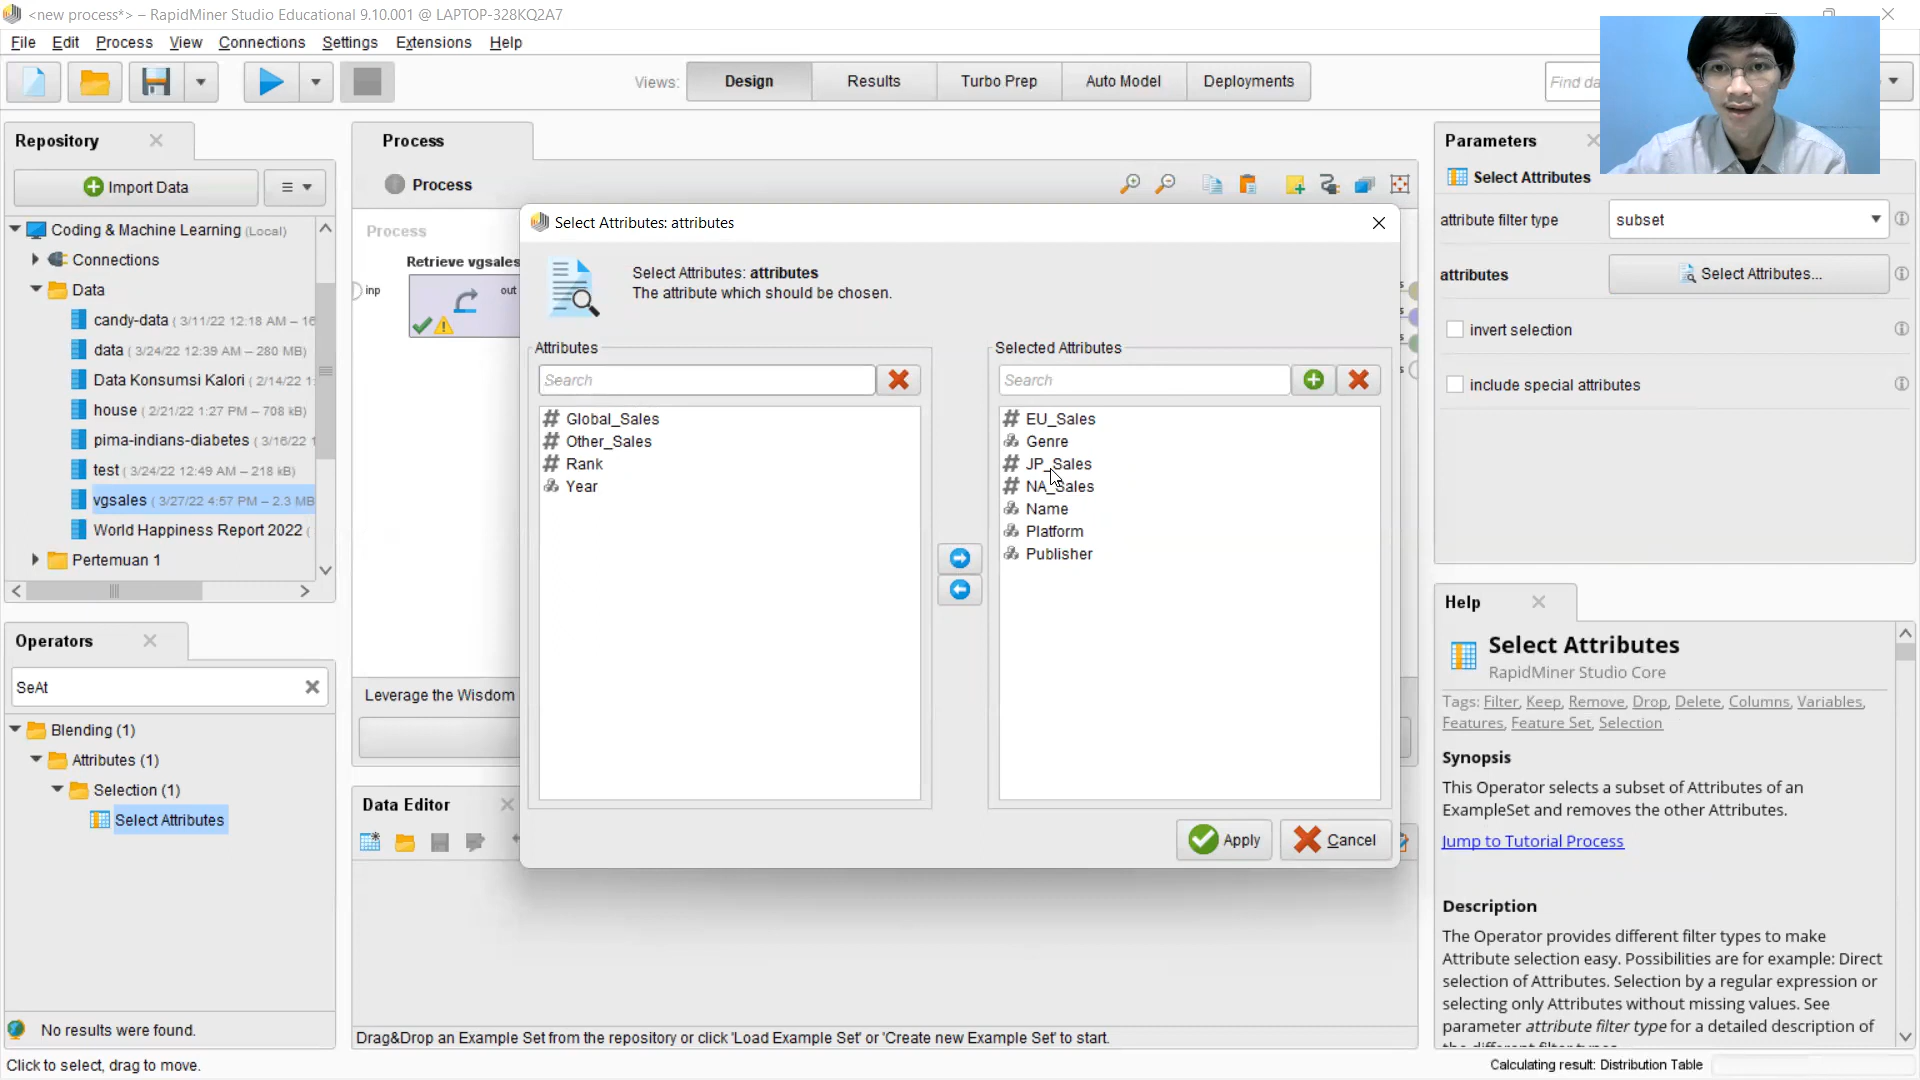 <new process*> – RapidMiner Studio Educational 9.10.001 @ LAPTOP-328KQ2A7
File Edit Process View Connections Settings Extensions Help
Views: Design Results Turbo Prep Auto Model Deployments
Find da
Repository
Import Data
Coding & Machine Learning (Local)
Connections
Data
candy-data ( 3/11/22 12:18 AM – 16
data ( 3/24/22 12:39 AM – 280 MB)
Data Konsumsi Kalori ( 2/14/22 1:
house ( 2/21/22 1:27 PM – 708 kB)
pima-indians-diabetes ( 3/16/22 1
test ( 3/24/22 12:49 AM – 218 kB)
vgsales ( 3/27/22 4:57 PM – 2.3 MB
World Happiness Report 2022 (
Pertemuan 1
Operators
SeAt
Blending (1)
Attributes (1)
Selection (1)
Select Attributes
No results were found.
Click to select, drag to move.
Process
Process
Process
Retrieve vgsales
inp
out
Leverage the Wisdom
Data Editor
Drag&Drop an Example Set from the repository or click 'Load Example Set' or 'Create new Example Set' to start.
Select Attributes: attributes
Select Attributes: attributes
The attribute which should be chosen.
Attributes
Search
Global_Sales
Other_Sales
Rank
Year
Selected Attributes
Search
EU_Sales
Genre
JP_Sales
NA_Sales
Name
Platform
Publisher
Apply
Cancel
Parameters
Select Attributes
attribute filter type
subset
attributes
Select Attributes...
invert selection
include special attributes
Help
Select Attributes
RapidMiner Studio Core
Tags: Filter, Keep, Remove, Drop, Delete, Columns, Variables,
Features, Feature Set, Selection
Synopsis
This Operator selects a subset of Attributes of an
ExampleSet and removes the other Attributes.
Jump to Tutorial Process
Description
The Operator provides different filter types to make
Attribute selection easy. Possibilities are for example: Direct
selection of Attributes. Selection by a regular expression or
selecting only Attributes without missing values. See
parameter attribute filter type for a detailed description of
the different filter types.
Calculating result: Distribution Table